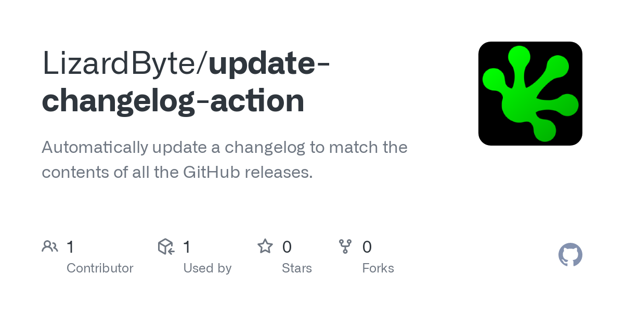 LizardByte/update-
changelog-action
Automatically update a changelog to match the
contents of all the GitHub releases.
1 1 0 0
Contributor Used by Stars Forks